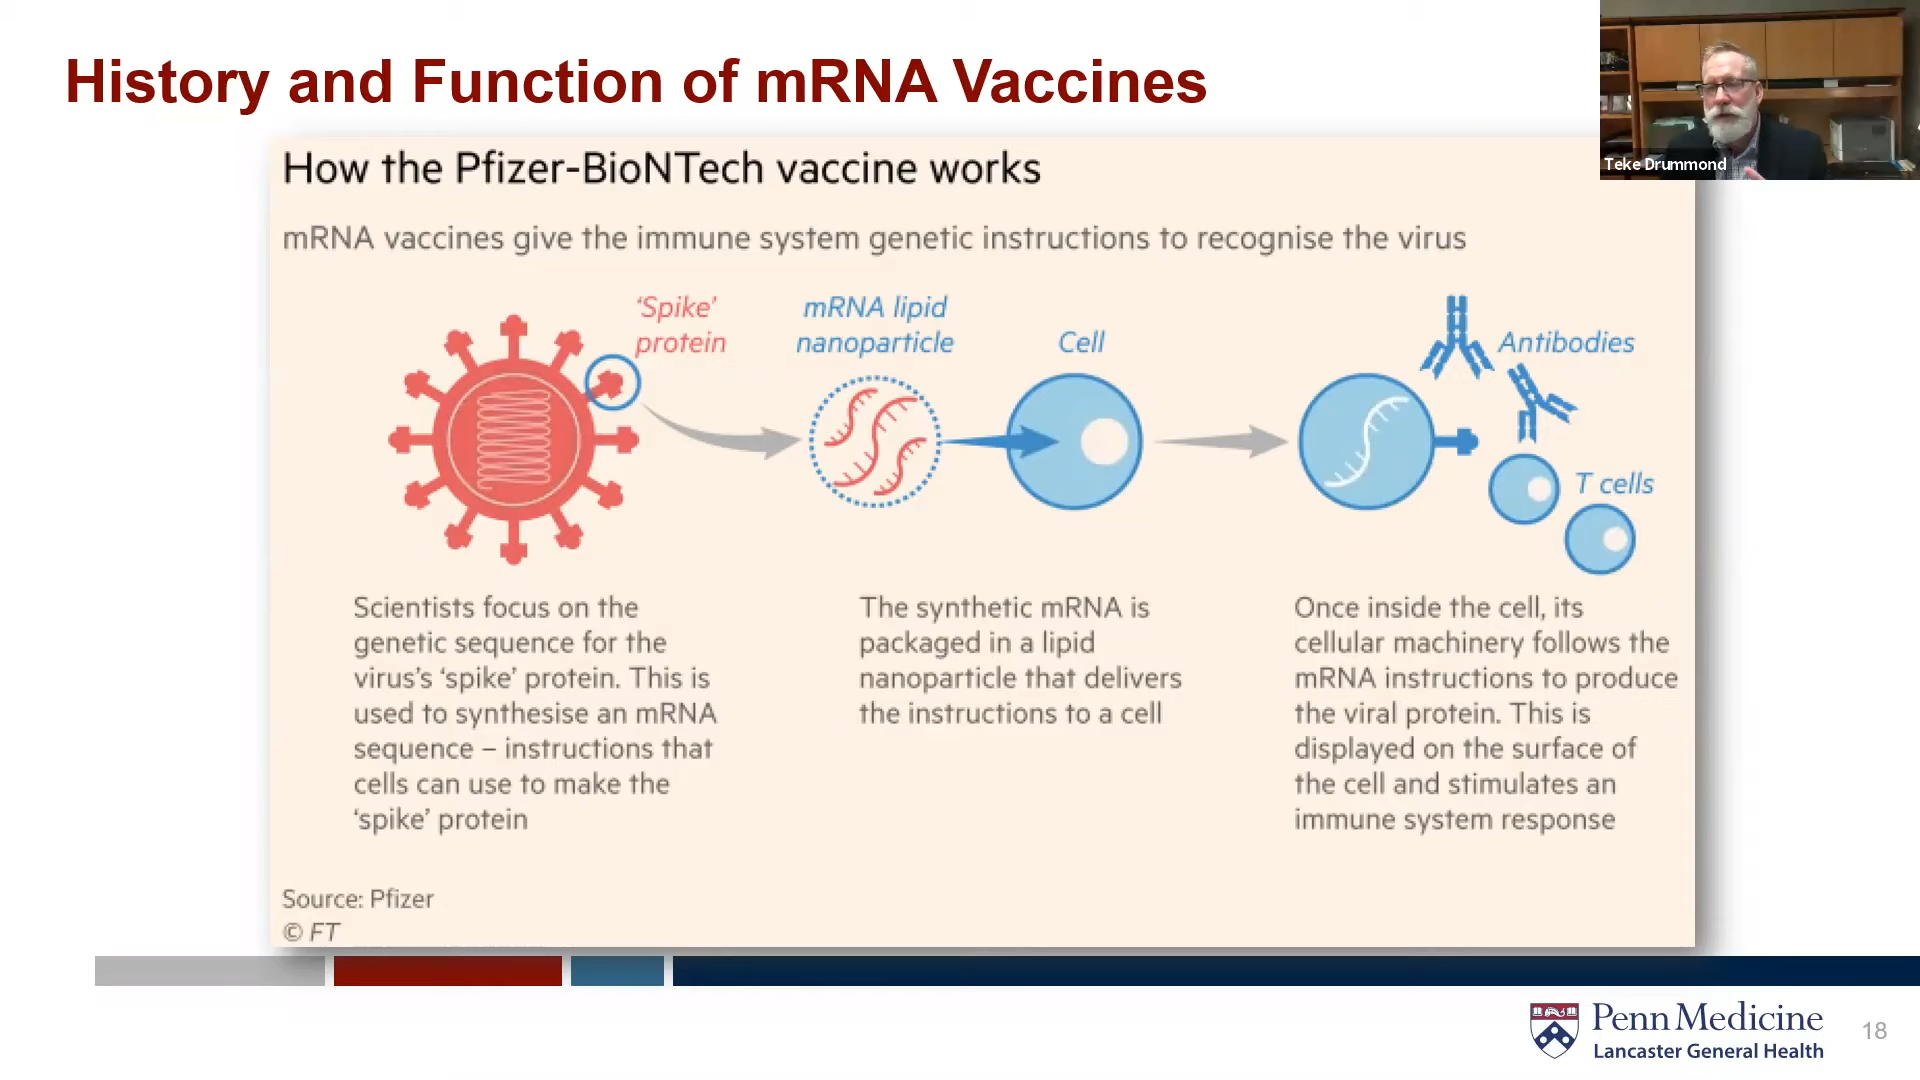 History and Function of mRNA Vaccines
Teke Drummond
How the Pfizer-BioNTech vaccine works
mRNA vaccines give the immune system genetic instructions to recognise the virus
‘Spike’
protein
mRNA lipid
nanoparticle
Cell
Antibodies
T cells
Scientists focus on the
genetic sequence for the
virus’s ‘spike’ protein. This is
used to synthesise an mRNA
sequence – instructions that
cells can use to make the
‘spike’ protein
The synthetic mRNA is
packaged in a lipid
nanoparticle that delivers
the instructions to a cell
Once inside the cell, its
cellular machinery follows the
mRNA instructions to produce
the viral protein. This is
displayed on the surface of
the cell and stimulates an
immune system response
Source: Pfizer
© FT
Penn Medicine
Lancaster General Health
18